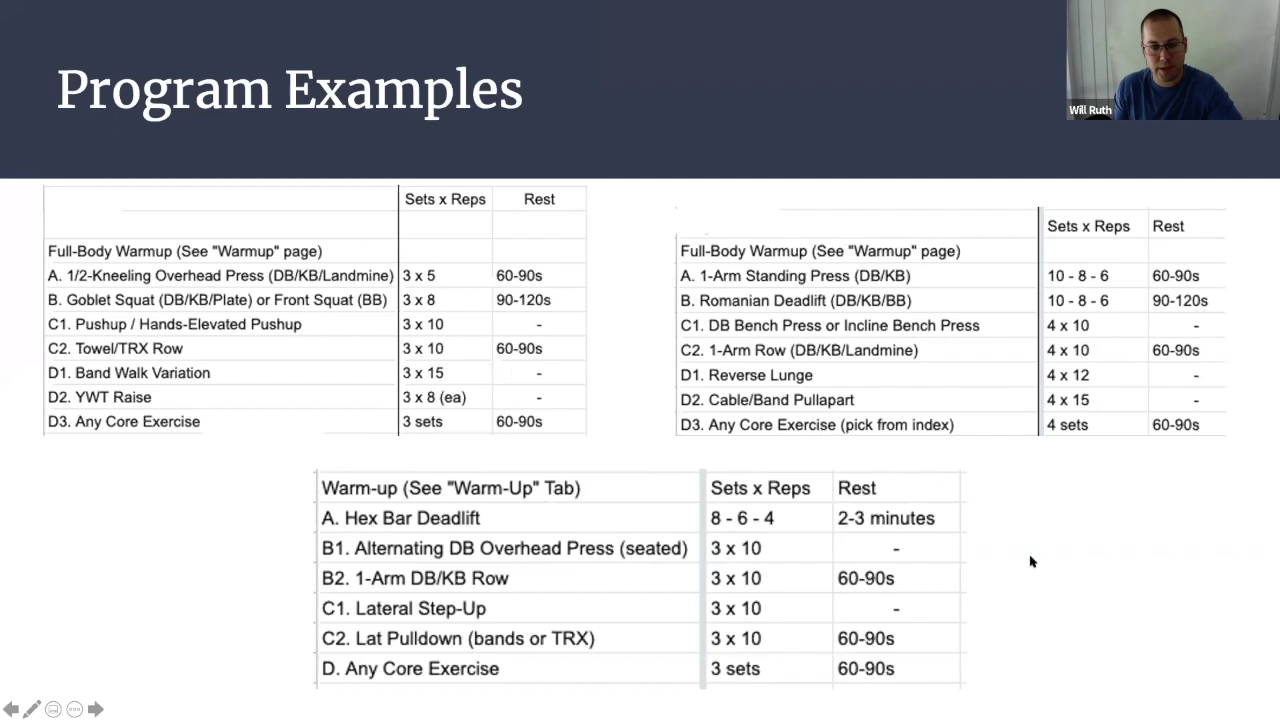 Program Examples
Will Ruth
Sets x Reps Rest
Full-Body Warmup (See "Warmup" page)
A. 1/2-Kneeling Overhead Press (DB/KB/Landmine) 3 x 5 60-90s
B. Goblet Squat (DB/KB/Plate) or Front Squat (BB) 3 x 8 90-120s
C1. Pushup / Hands-Elevated Pushup 3 x 10 -
C2. Towel/TRX Row 3 x 10 60-90s
D1. Band Walk Variation 3 x 15 -
D2. YWT Raise 3 x 8 (ea) -
D3. Any Core Exercise 3 sets 60-90s
Sets x Reps Rest
Full-Body Warmup (See "Warmup" page)
A. 1-Arm Standing Press (DB/KB) 10 - 8 - 6 60-90s
B. Romanian Deadlift (DB/KB/BB) 10 - 8 - 6 90-120s
C1. DB Bench Press or Incline Bench Press 4 x 10 -
C2. 1-Arm Row (DB/KB/Landmine) 4 x 10 60-90s
D1. Reverse Lunge 4 x 12 -
D2. Cable/Band Pullapart 4 x 15 -
D3. Any Core Exercise (pick from index) 4 sets 60-90s
Warm-up (See "Warm-Up" Tab) Sets x Reps Rest
A. Hex Bar Deadlift 8 - 6 - 4 2-3 minutes
B1. Alternating DB Overhead Press (seated) 3 x 10 -
B2. 1-Arm DB/KB Row 3 x 10 60-90s
C1. Lateral Step-Up 3 x 10 -
C2. Lat Pulldown (bands or TRX) 3 x 10 60-90s
D. Any Core Exercise 3 sets 60-90s